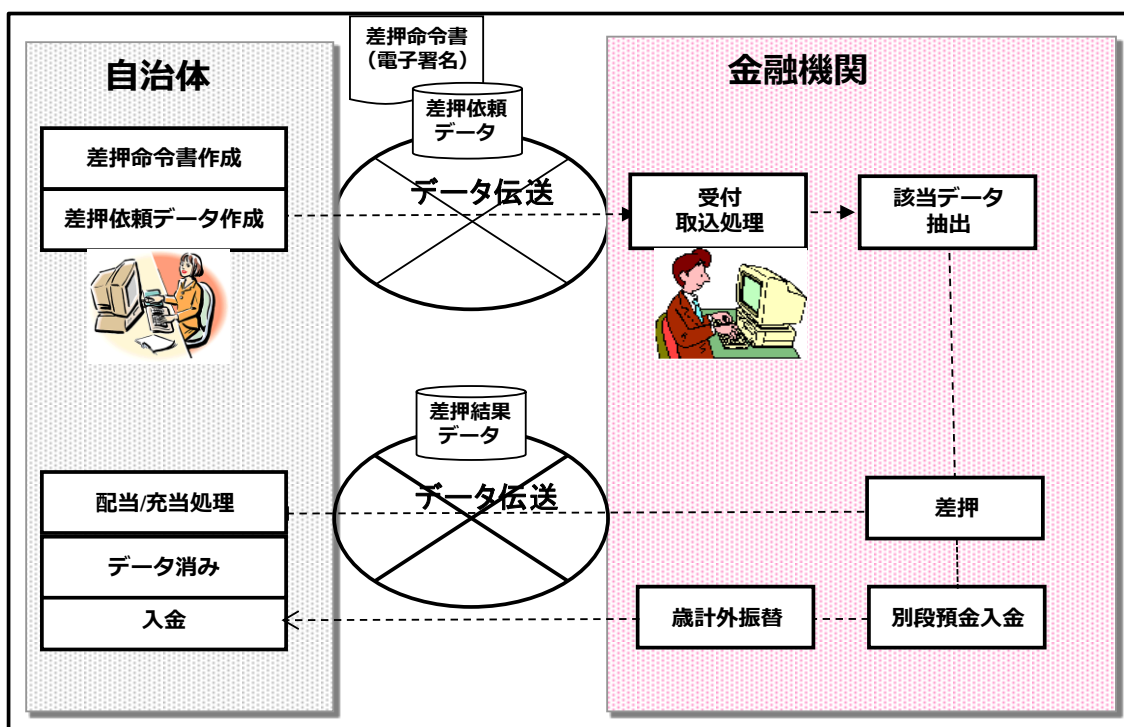 差押命令書
（電子署名）
自治体
金融機関
差押依頼
データ
差押命令書作成
データ伝送
差押依頼データ作成
受付
取込処理
該当データ
抽出
差押結果
データ
配当/充当処理
データ伝送
差押
データ消み
入金
歳計外振替
別段預金入金